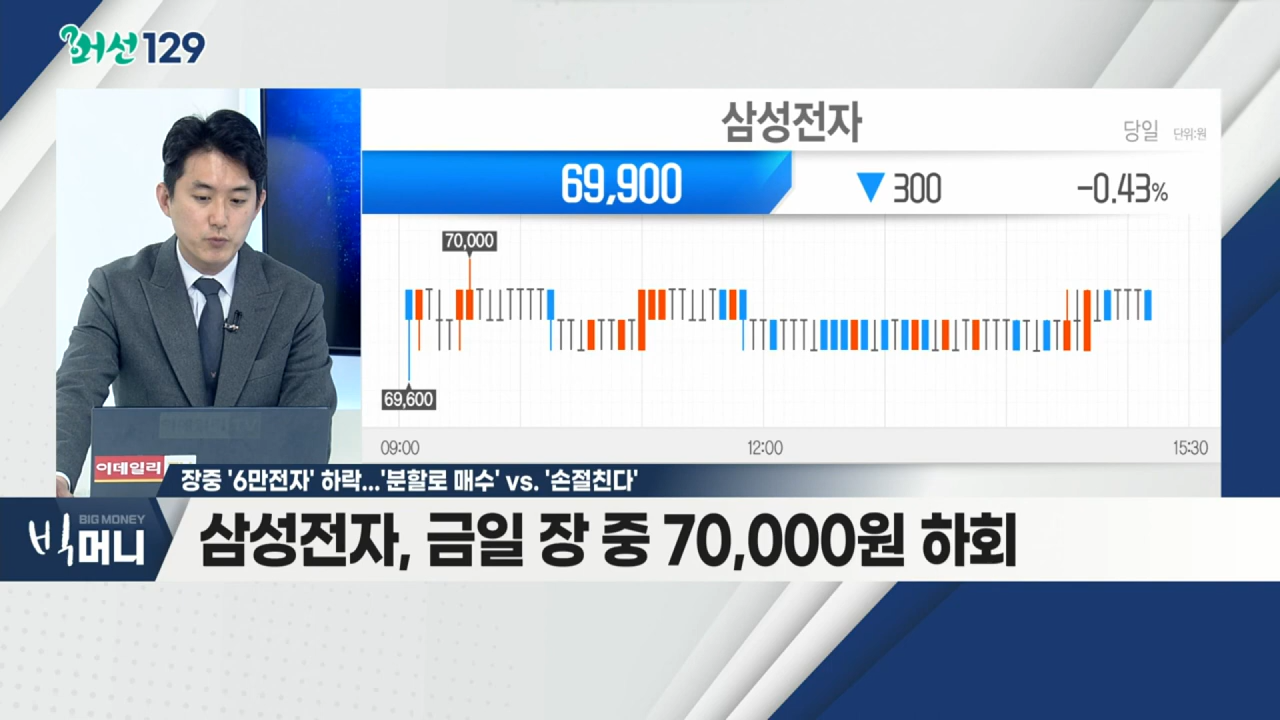 머선129
삼성전자
당일 단위:원
69,900 ▼300 -0.43%
70,000
69,600
09:00 12:00 15:30
이데일리
장중 '6만전자' 하락...'분할로 매수' vs. '손절친다'
BIG MONEY
빅머니
삼성전자, 금일 장 중 70,000원 하회